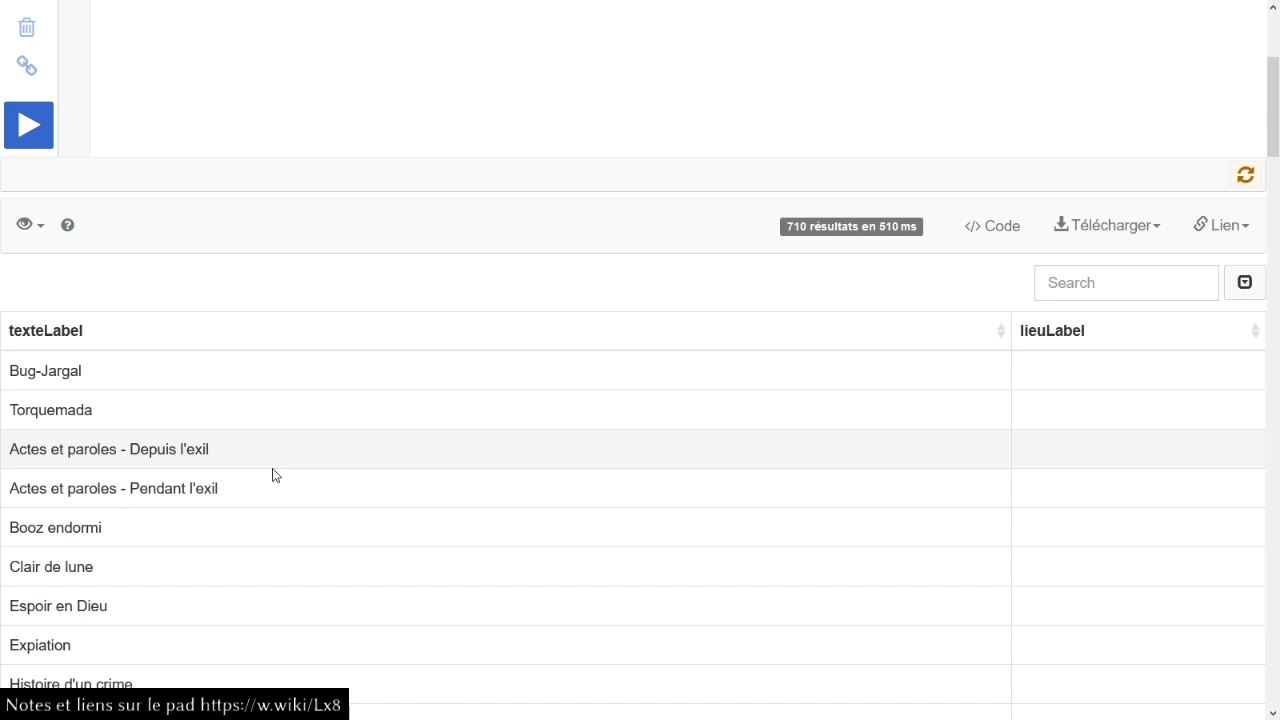 710 résultats en 510 ms
</> Code
Télécharger
Lien
Search
texteLabel
lieuLabel
Bug-Jargal
Torquemada
Actes et paroles - Depuis l'exil
Actes et paroles - Pendant l'exil
Booz endormi
Clair de lune
Espoir en Dieu
Expiation
Histoire d'un crime
Notes et liens sur le pad https://w.wiki/Lx8